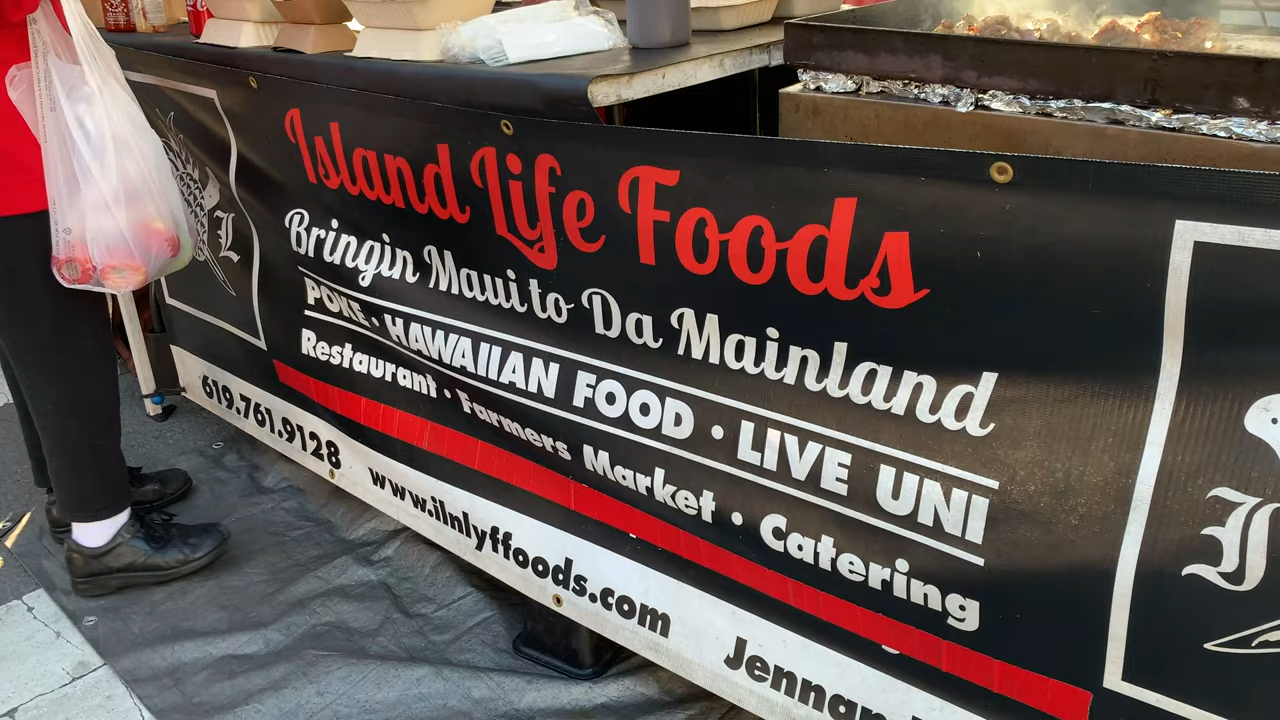 Island Life Foods
Bringin Maui to Da Mainland
POKE • HAWAIIAN FOOD • LIVE UNI
Restaurant • Farmers Market • Catering
619.761.9128 www.ilnlyffoods.com
L